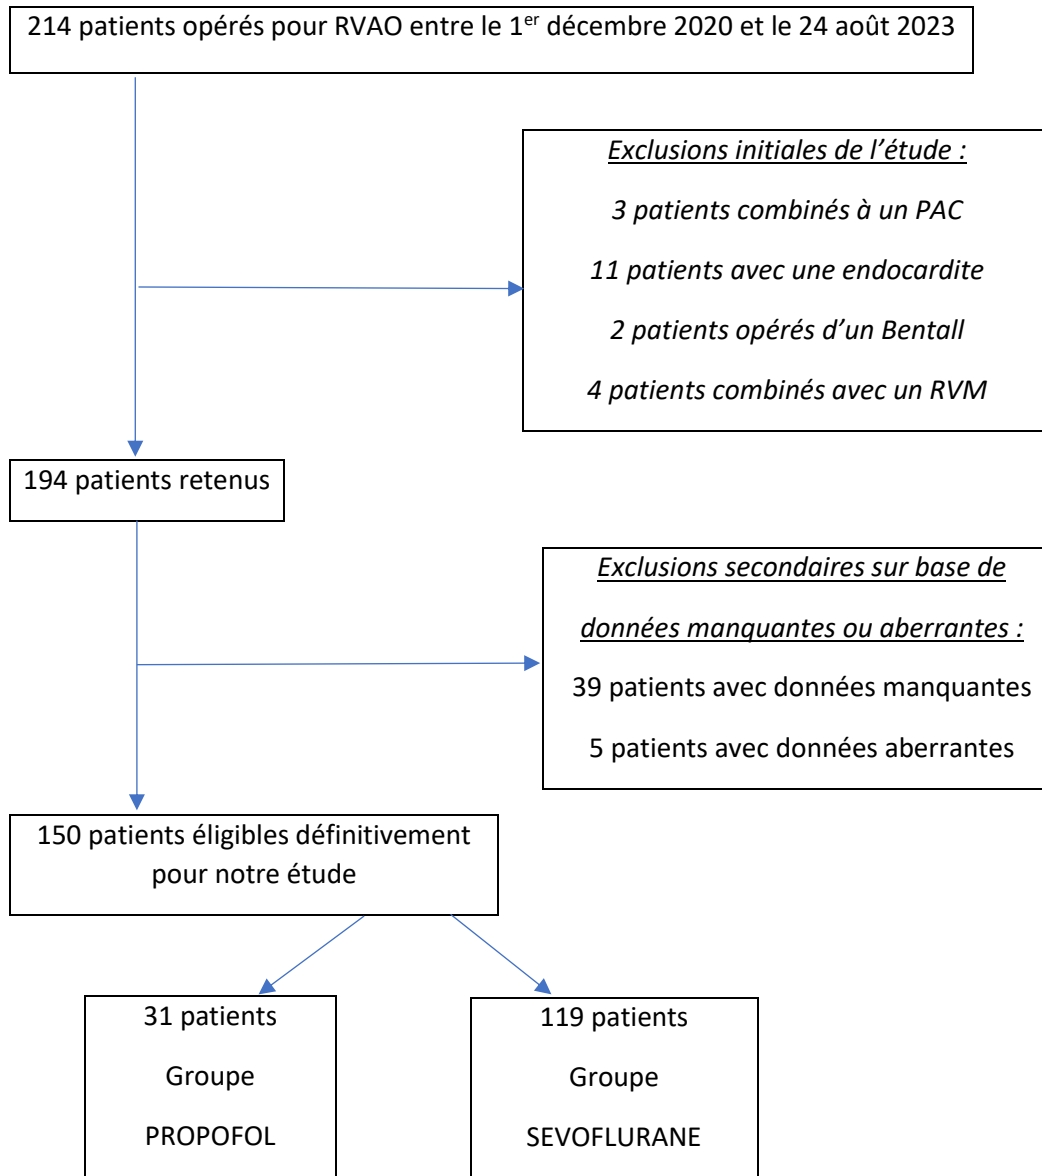 214 patients opérés pour RVAO entre le 1er décembre 2020 et le 24 août 2023
Exclusions initiales de l’étude :
3 patients combinés à un PAC
11 patients avec une endocardite
2 patients opérés d’un Bentall
4 patients combinés avec un RVM
194 patients retenus
Exclusions secondaires sur base de
données manquantes ou aberrantes :
39 patients avec données manquantes
5 patients avec données aberrantes
150 patients éligibles définitivement
pour notre étude
31 patients
Groupe
PROPOFOL
119 patients
Groupe
SEVOFLURANE